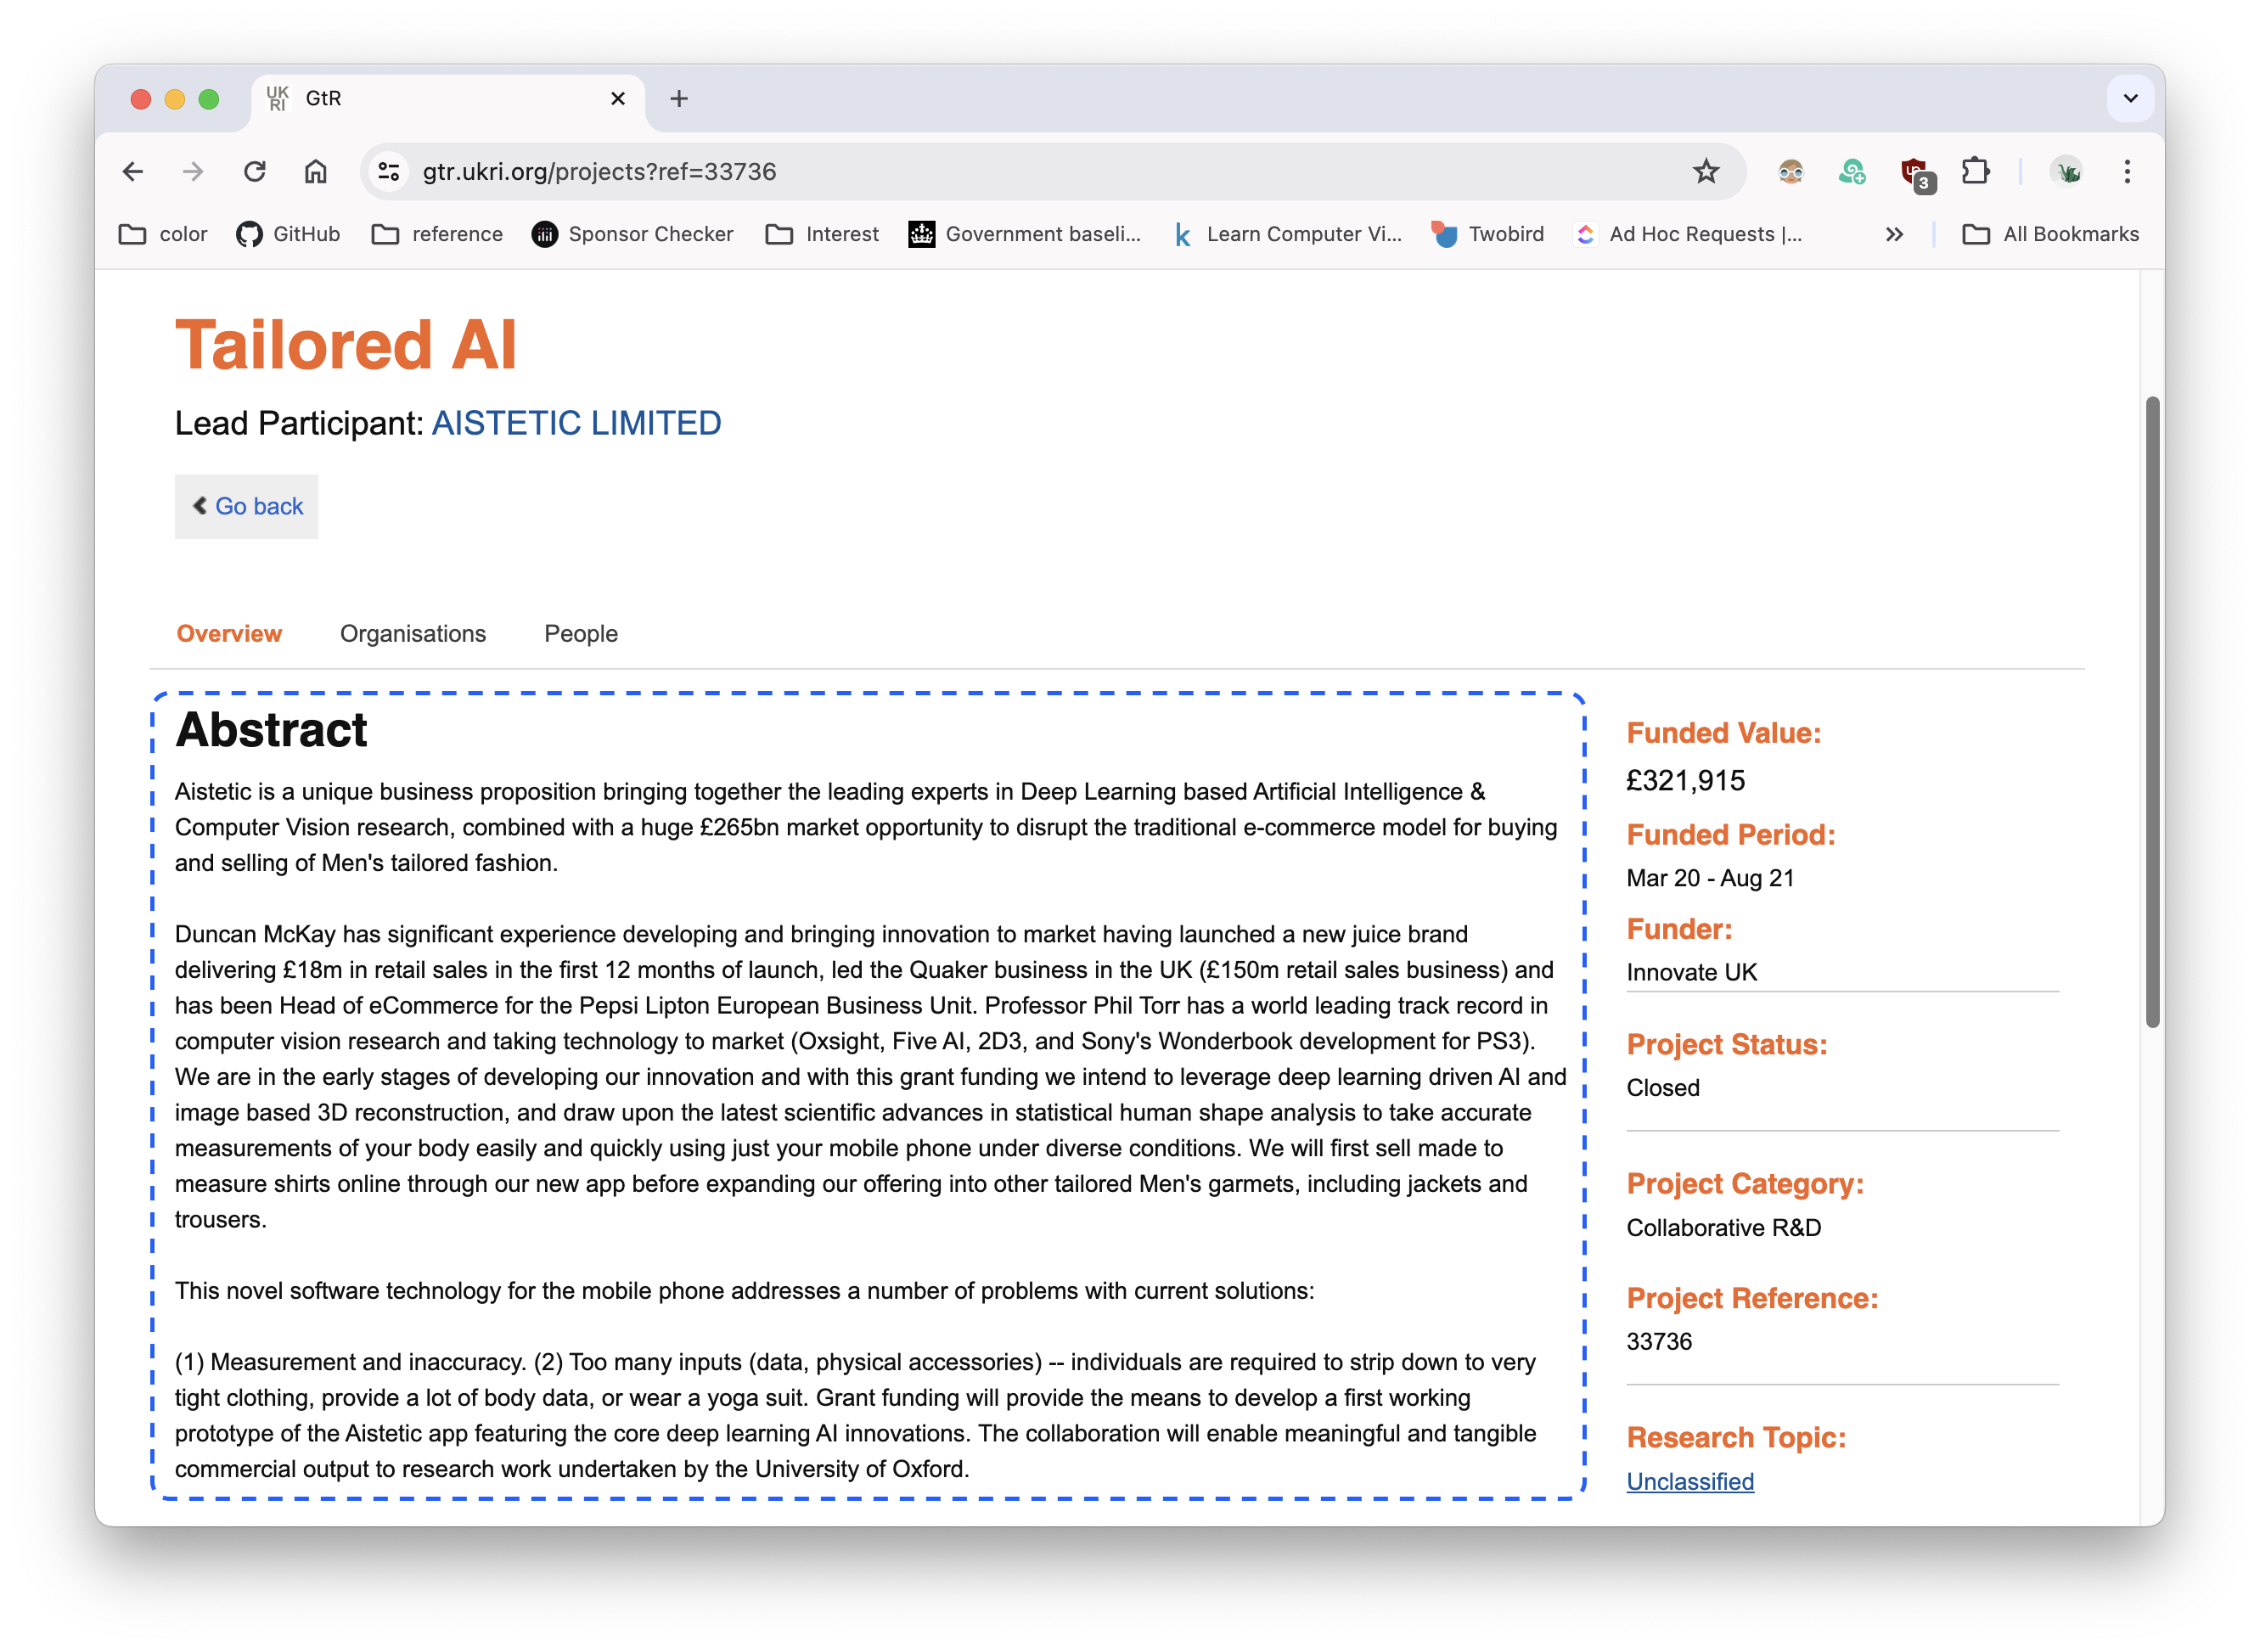 UK
RI
GtR
gtr.ukri.org/projects?ref=33736
3
color
GitHub
reference
Sponsor Checker
Interest
Government baseli...
k
Learn Computer Vi...
Twobird
Ad Hoc Requests |...
All Bookmarks
Tailored AI
Lead Participant: AISTETIC LIMITED
Go back
Overview
Organisations
People
Abstract
Aistetic is a unique business proposition bringing together the leading experts in Deep Learning based Artificial Intelligence &
Computer Vision research, combined with a huge £265bn market opportunity to disrupt the traditional e-commerce model for buying
and selling of Men's tailored fashion.
Duncan McKay has significant experience developing and bringing innovation to market having launched a new juice brand
delivering £18m in retail sales in the first 12 months of launch, led the Quaker business in the UK (£150m retail sales business) and
has been Head of eCommerce for the Pepsi Lipton European Business Unit. Professor Phil Torr has a world leading track record in
computer vision research and taking technology to market (Oxsight, Five AI, 2D3, and Sony's Wonderbook development for PS3).
We are in the early stages of developing our innovation and with this grant funding we intend to leverage deep learning driven AI and
image based 3D reconstruction, and draw upon the latest scientific advances in statistical human shape analysis to take accurate
measurements of your body easily and quickly using just your mobile phone under diverse conditions. We will first sell made to
measure shirts online through our new app before expanding our offering into other tailored Men's garmets, including jackets and
trousers.
This novel software technology for the mobile phone addresses a number of problems with current solutions:
(1) Measurement and inaccuracy. (2) Too many inputs (data, physical accessories) -- individuals are required to strip down to very
tight clothing, provide a lot of body data, or wear a yoga suit. Grant funding will provide the means to develop a first working
prototype of the Aistetic app featuring the core deep learning AI innovations. The collaboration will enable meaningful and tangible
commercial output to research work undertaken by the University of Oxford.
Funded Value:
£321,915
Funded Period:
Mar 20 - Aug 21
Funder:
Innovate UK
Project Status:
Closed
Project Category:
Collaborative R&D
Project Reference:
33736
Research Topic:
Unclassified